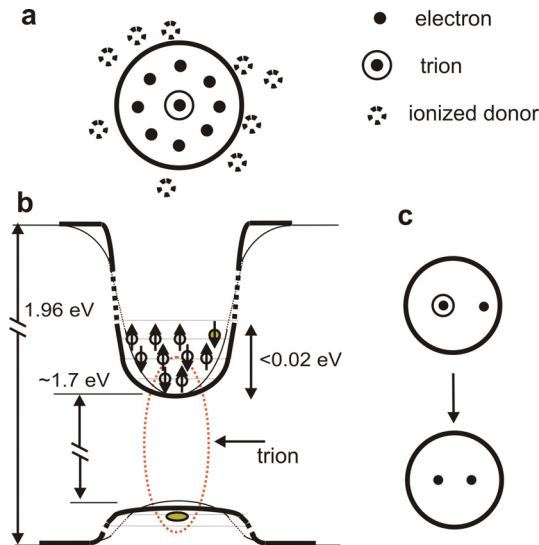 a
electron
trion
ionized donor
b
c
1.96 eV
<0.02 eV
~1.7 eV
trion